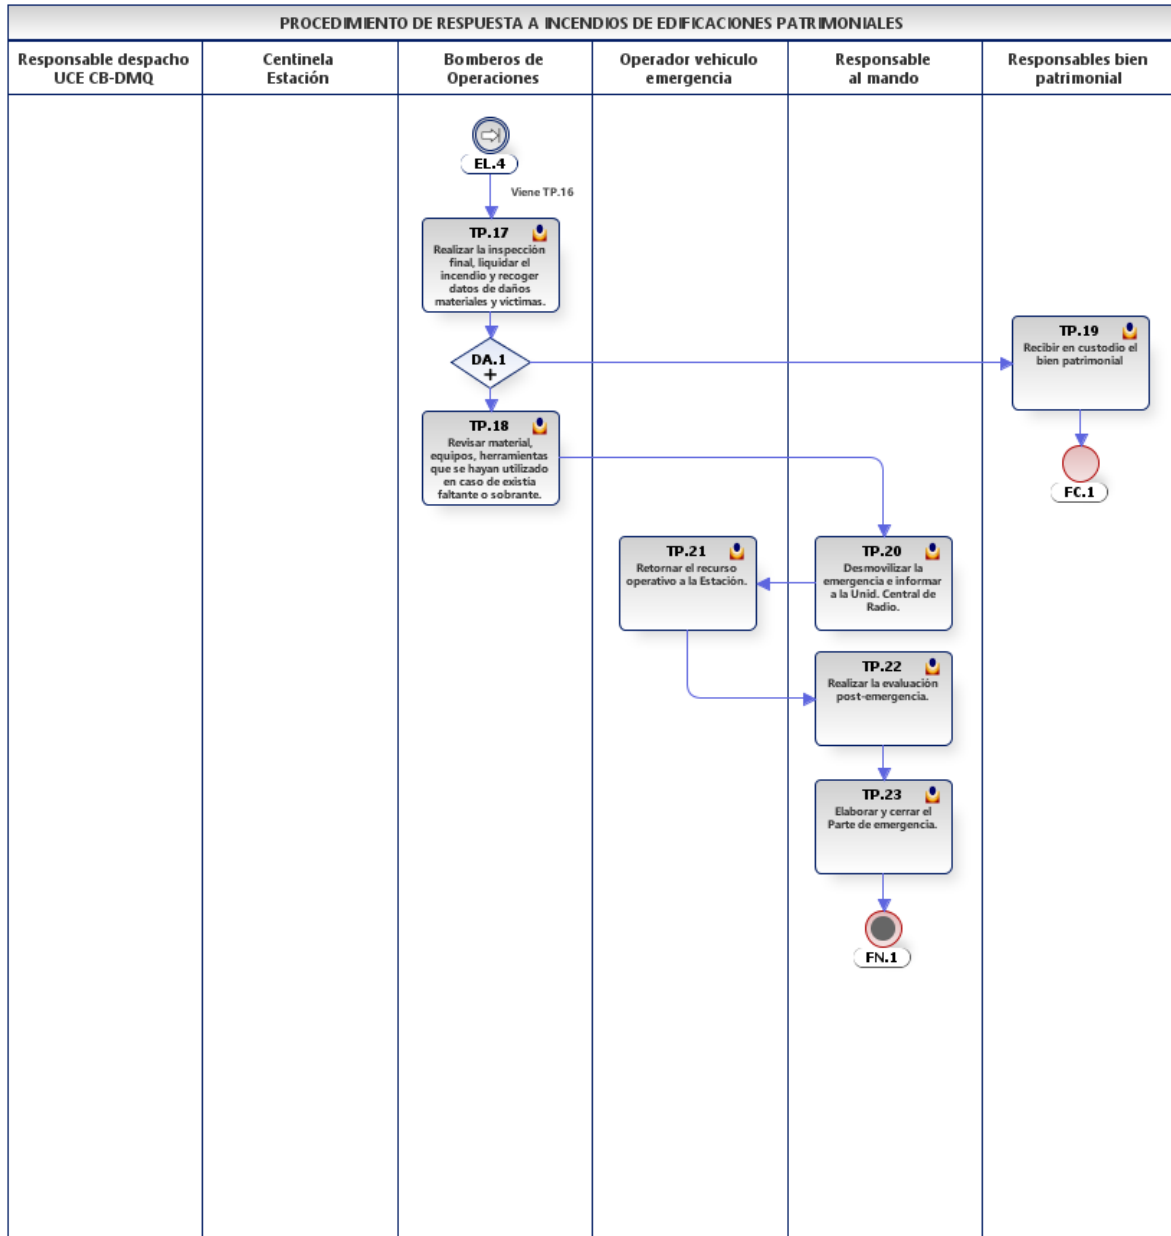 PROCEDIMIENTO DE RESPUESTA A INCENDIOS DE EDIFICACIONES PATRIMONIALES
Responsable despacho
UCE CB-DMQ
Centinela
Estación
Bomberos de
Operaciones
Operador vehiculo
emergencia
Responsable
al mando
Responsables bien
patrimonial
EL.4
Viene TP.16
TP.17
Realizar la inspección
final, liquidar el
incendio y recoger
datos de daños
materiales y víctimas.
DA.1
TP.19
Recibir en custodio el
bien patrimonial
FC.1
TP.18
Revisar material,
equipos, herramientas
que se hayan utilizado
en caso de existía
faltante o sobrante.
TP.21
Retornar el recurso
operativo a la Estación.
TP.20
Desmovilizar la
emergencia e informar
a la Unid. Central de
Radio.
TP.22
Realizar la evaluación
post-emergencia.
TP.23
Elaborar y cerrar el
Parte de emergencia.
FN.1